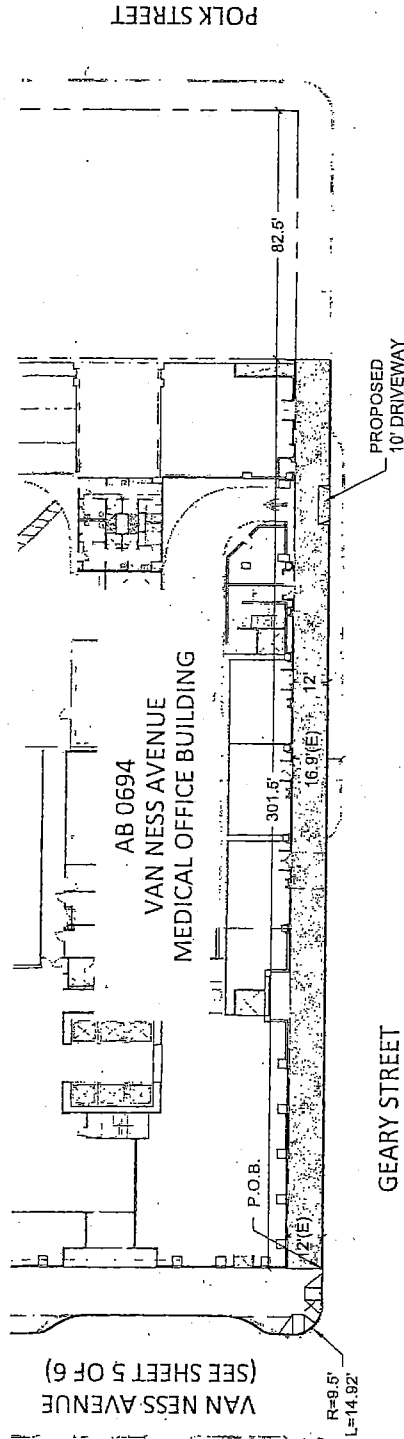 POLK STREET
82.5'
PROPOSED
10' DRIVEWAY
AB 0694
VAN NESS AVENUE
MEDICAL OFFICE BUILDING
301.5'
12'
16.9'(E)
GEARY STREET
P.O.B.
12'(E)
VAN NESS AVENUE
(SEE SHEET 5 OF 6)
R=9.5'
L=14.92'